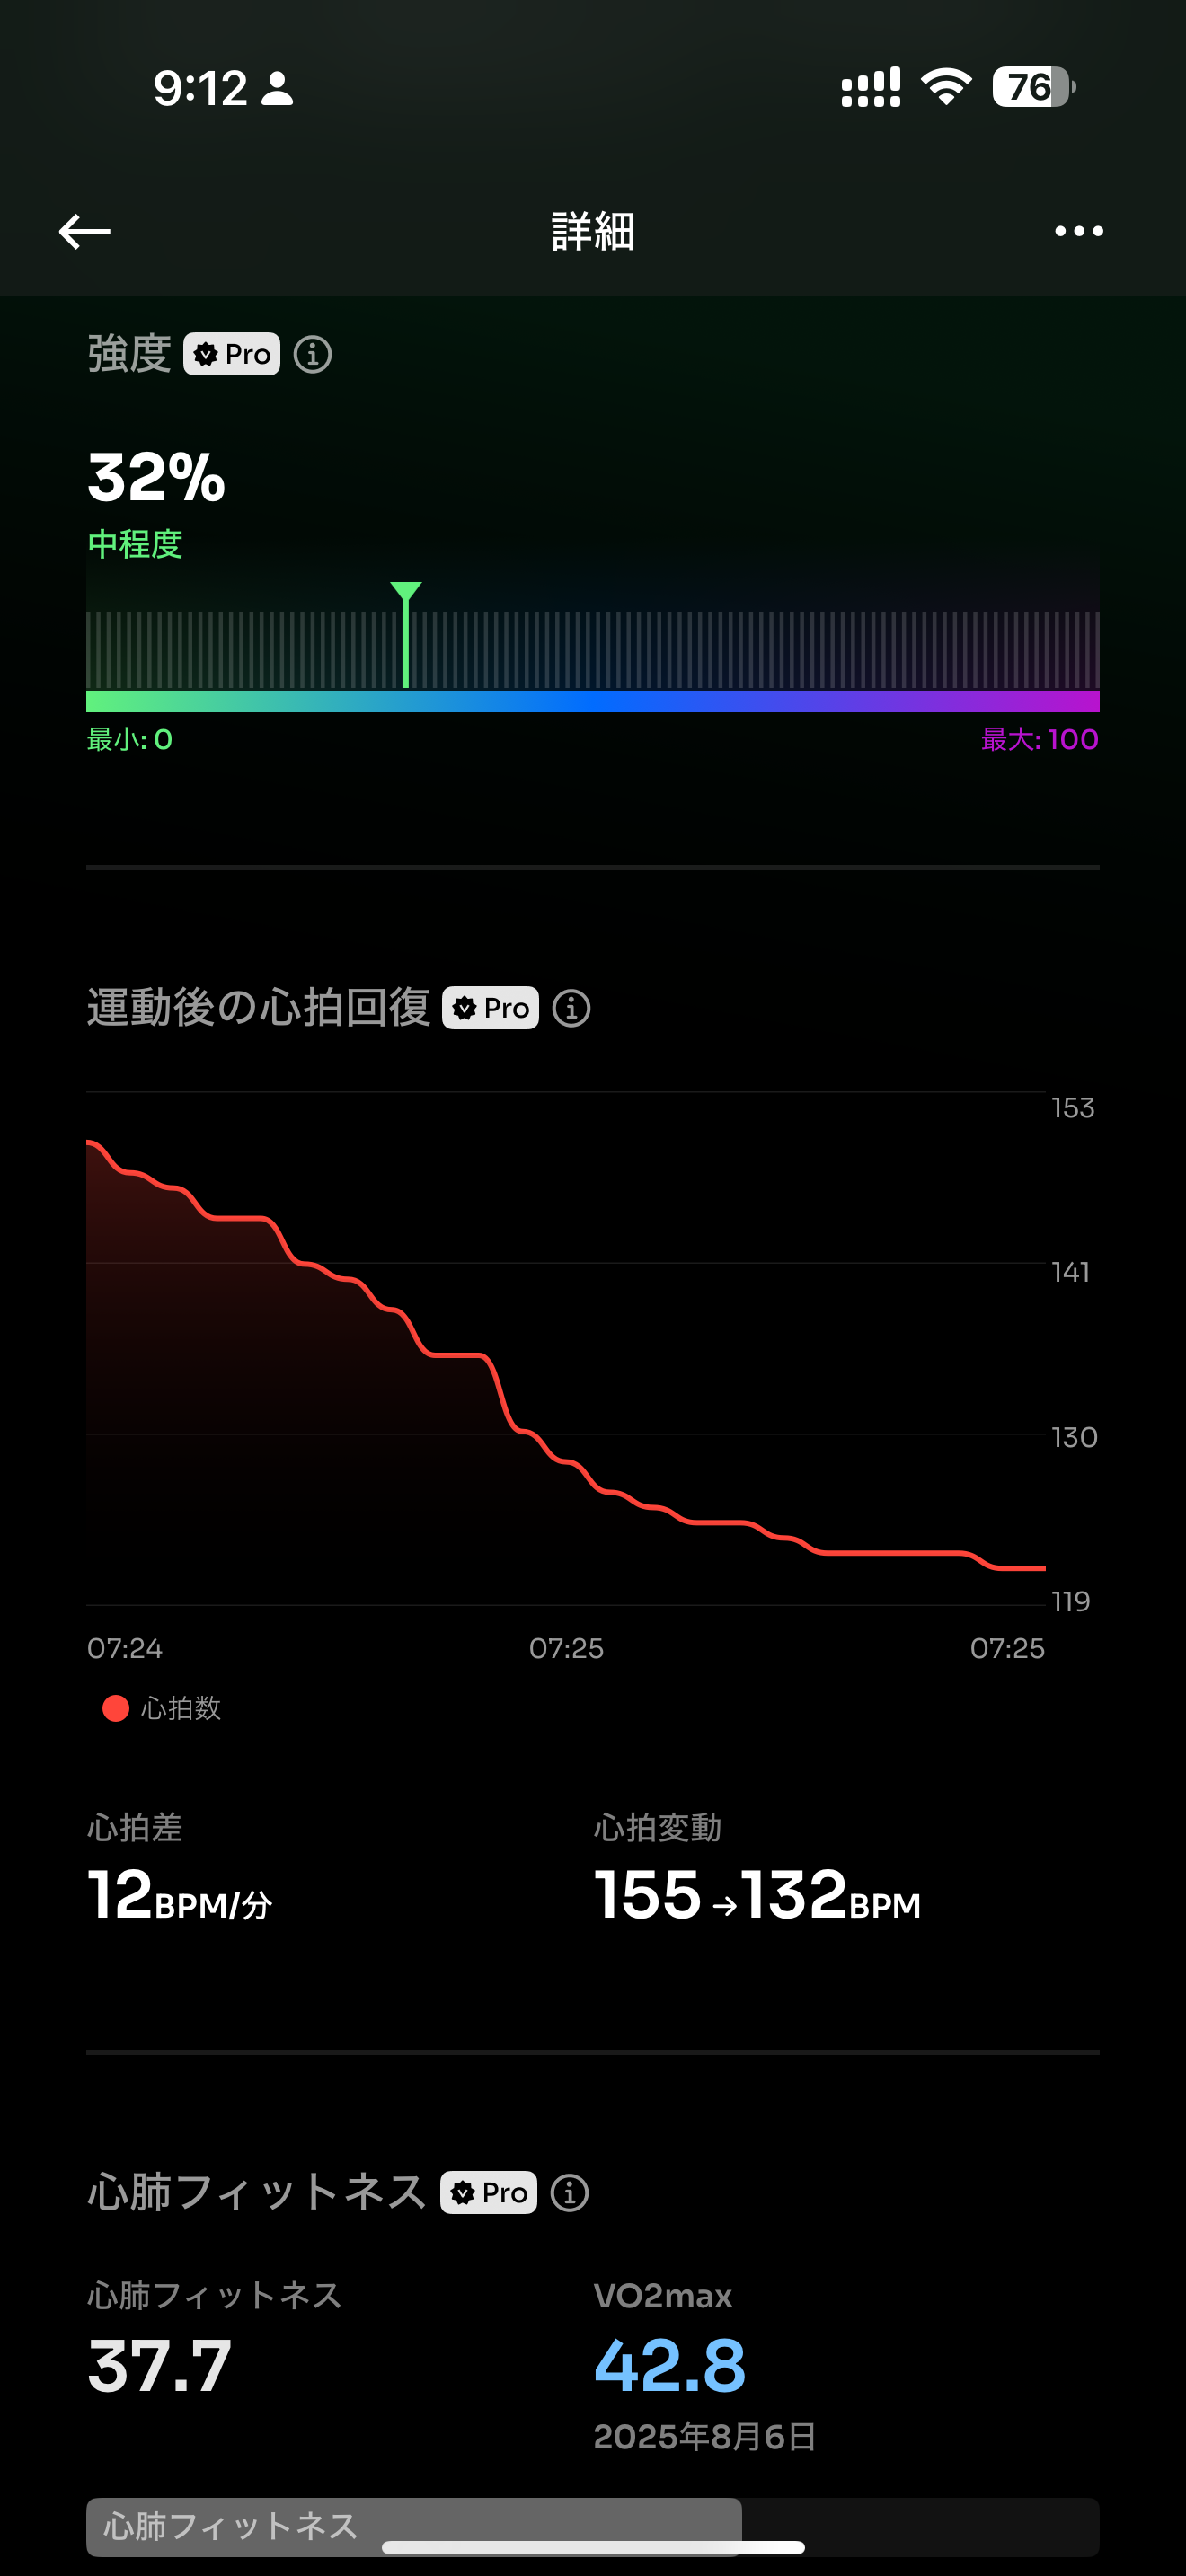 9:12
76
詳細
強度 Pro
32%
中程度
最小: 0
最大: 100
運動後の心拍回復 Pro
153
141
130
119
07:24
07:25
07:25
心拍数
心拍差
心拍変動
12BPM/分
155→132BPM
心肺フィットネス Pro
心肺フィットネス
VO2max
37.7
42.8
2025年8月6日
心肺フィットネス